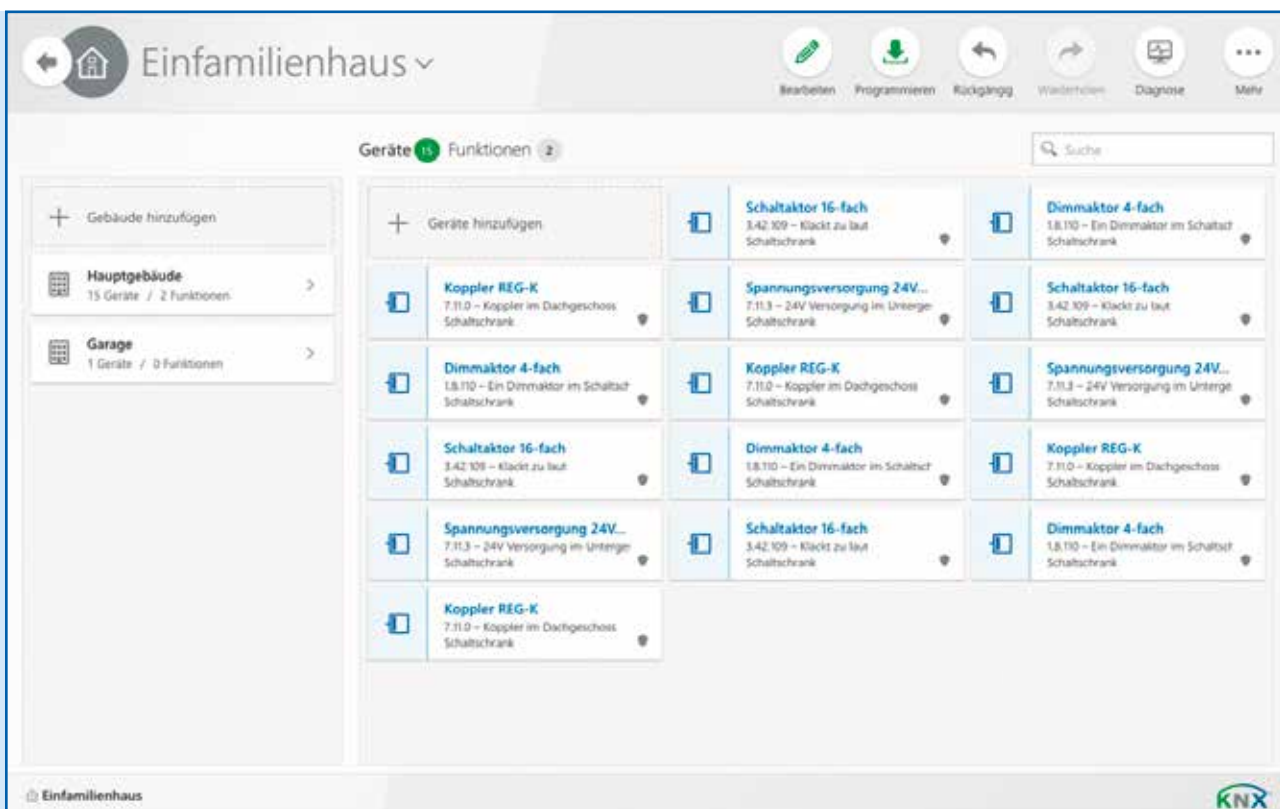 Einfamilienhaus
Bearbeiten
Programmieren
Rückgängig
Wiederholen
Diagnose
Mehr
Geräte 15 Funktionen 2
Suche
Gebäude hinzufügen
Hauptgebäude
15 Geräte / 2 Funktionen
Garage
1 Geräte / 0 Funktionen
Geräte hinzufügen
Schaltaktor 16-fach
3.42.109 – Klackt zu laut
Schaltschrank
Dimmaktor 4-fach
1.8.110 – Ein Dimmaktor im Schaltsch
Schaltschrank
Koppler REG-K
7.11.0 – Koppler im Dachgeschoss
Schaltschrank
Spannungsversorgung 24V...
7.11.3 – 24V Versorgung im Unterge
Schaltschrank
Schaltaktor 16-fach
3.42.109 – Klackt zu laut
Schaltschrank
Dimmaktor 4-fach
1.8.110 – Ein Dimmaktor im Schaltsch
Schaltschrank
Koppler REG-K
7.11.0 – Koppler im Dachgeschoss
Schaltschrank
Spannungsversorgung 24V...
7.11.3 – 24V Versorgung im Unterge
Schaltschrank
Schaltaktor 16-fach
3.42.109 – Klackt zu laut
Schaltschrank
Dimmaktor 4-fach
1.8.110 – Ein Dimmaktor im Schaltsch
Schaltschrank
Koppler REG-K
7.11.0 – Koppler im Dachgeschoss
Schaltschrank
Spannungsversorgung 24V...
7.11.3 – 24V Versorgung im Unterge
Schaltschrank
Schaltaktor 16-fach
3.42.109 – Klackt zu laut
Schaltschrank
Dimmaktor 4-fach
1.8.110 – Ein Dimmaktor im Schaltsch
Schaltschrank
Koppler REG-K
7.11.0 – Koppler im Dachgeschoss
Schaltschrank
Einfamilienhaus
KNX